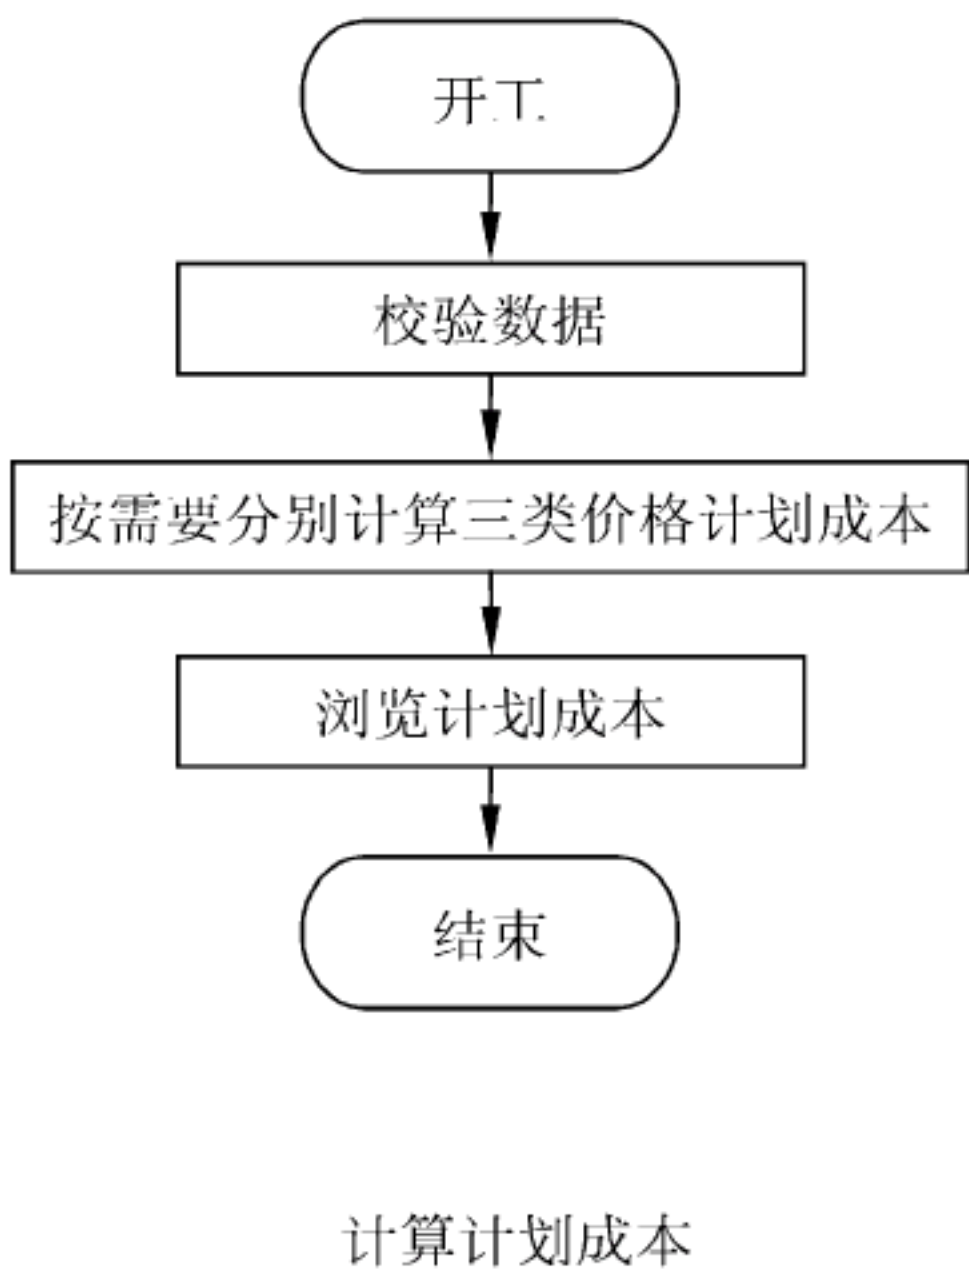 开工
校验数据
按需要分别计算三类价格计划成本
浏览计划成本
结束
计算计划成本